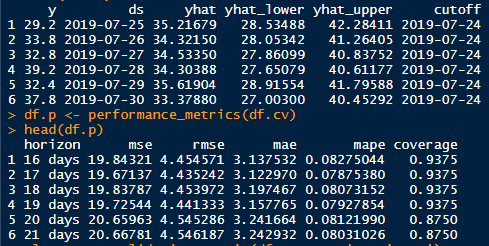 y ds yhat yhat_lower yhat_upper cutoff
1 29.2 2019-07-25 35.21679 28.53488 42.28411 2019-07-24
2 33.8 2019-07-26 34.32150 28.05342 41.26405 2019-07-24
3 32.8 2019-07-27 34.53350 27.86099 40.83752 2019-07-24
4 39.2 2019-07-28 34.30388 27.65079 40.61177 2019-07-24
5 32.4 2019-07-29 35.61904 28.91554 41.79588 2019-07-24
6 37.8 2019-07-30 33.37880 27.00300 40.45292 2019-07-24
> df.p <- performance_metrics(df.cv)
> head(df.p)
horizon mse rmse mae mape coverage
1 16 days 19.84321 4.454571 3.137532 0.08275044 0.9375
2 17 days 19.67137 4.435242 3.122970 0.07875380 0.9375
3 18 days 19.83787 4.453972 3.197467 0.08073152 0.9375
4 19 days 19.72544 4.441333 3.157765 0.07927854 0.9375
5 20 days 20.65963 4.545286 3.241664 0.08121990 0.8750
6 21 days 20.66781 4.546187 3.242932 0.08031026 0.8750